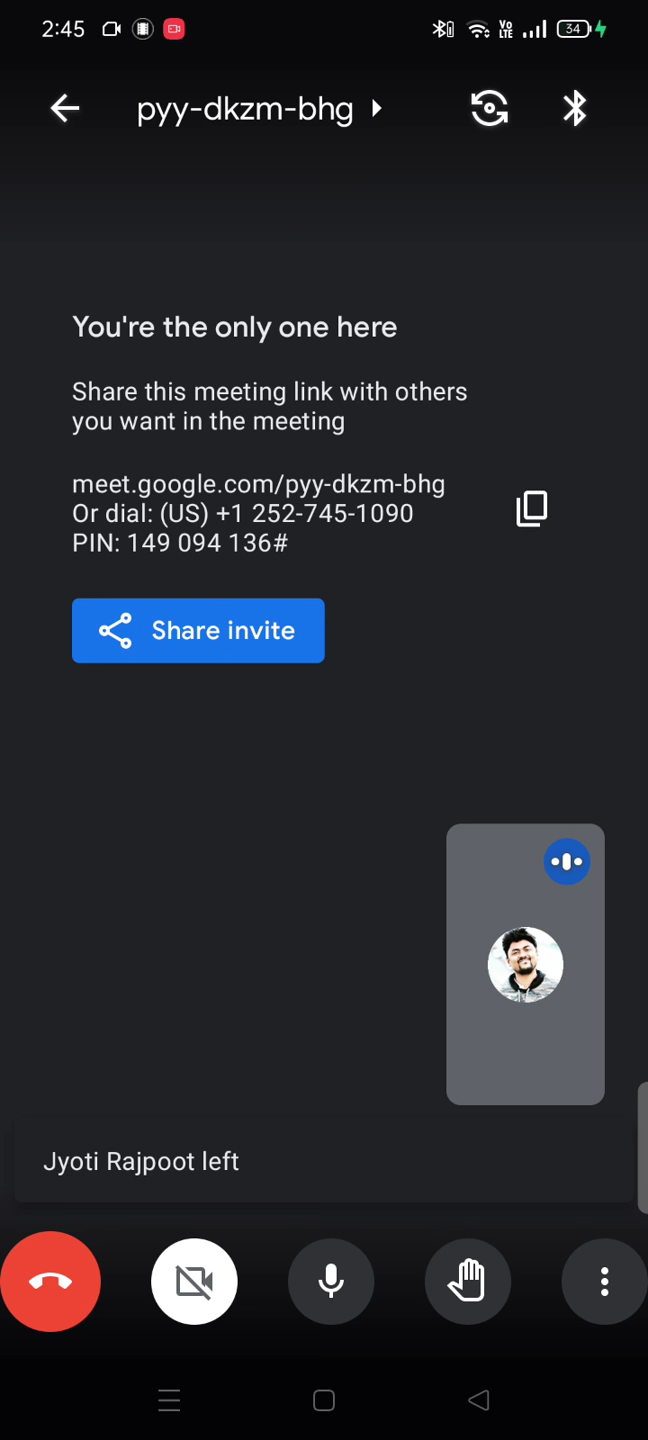 2:45
Vo
LTE
34
pyy-dkzm-bhg
You're the only one here
Share this meeting link with others
you want in the meeting
meet.google.com/pyy-dkzm-bhg
Or dial: (US) +1 252-745-1090
PIN: 149 094 136#
Share invite
Jyoti Rajpoot left